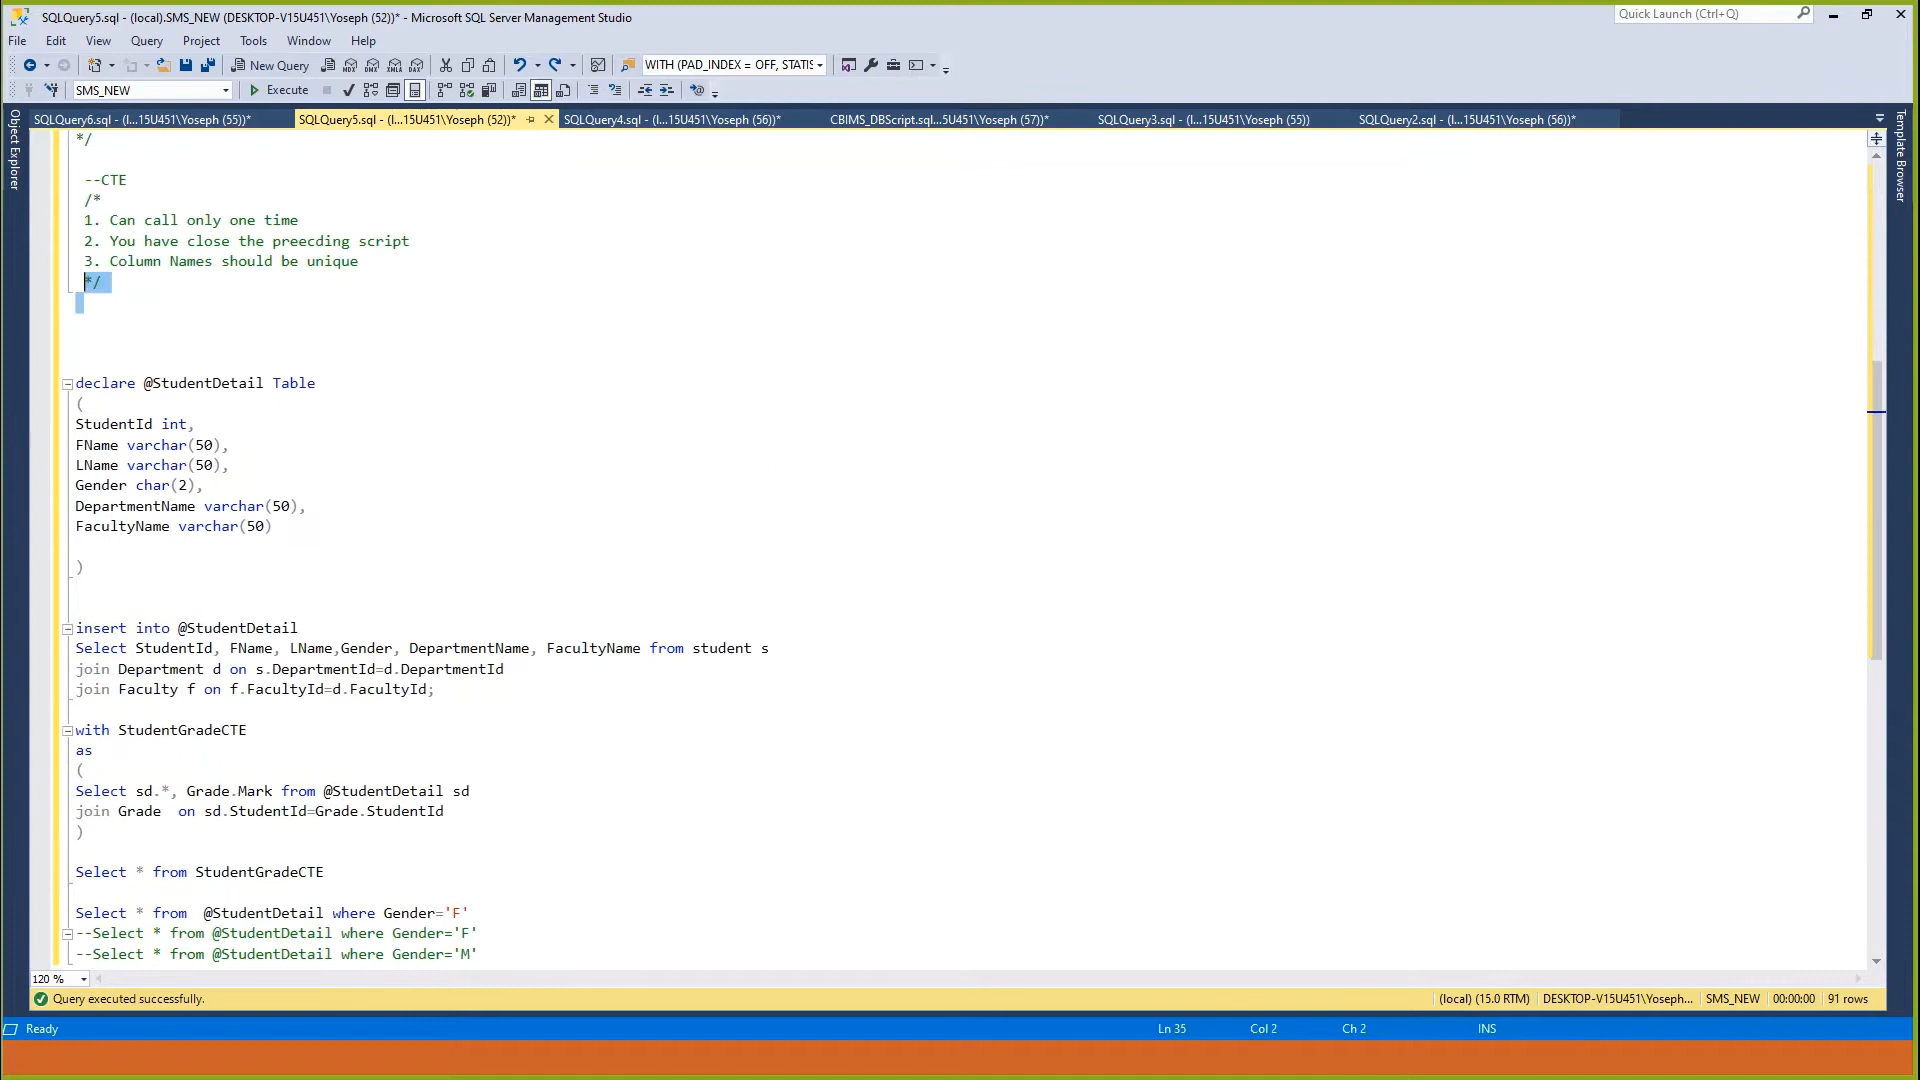 SQLQuery5.sql - (local).SMS_NEW (DESKTOP-V15U451\Yoseph (52))* - Microsoft SQL Server Management Studio
Quick Launch (Ctrl+Q)
File Edit View Query Project Tools Window Help
New Query MDX DMX XMLA DAX WITH (PAD_INDEX = OFF, STATIS
SMS_NEW Execute
SQLQuery6.sql - (l...15U451\Yoseph (55))* SQLQuery5.sql - (l...15U451\Yoseph (52))* SQLQuery4.sql - (l...15U451\Yoseph (56))* CBIMS_DBScript.sql...5U451\Yoseph (57))* SQLQuery3.sql - (l...15U451\Yoseph (55)) SQLQuery2.sql - (l...15U451\Yoseph (56))*
Object Explorer
Template Browser
*/
--CTE
/*
1. Can call only one time
2. You have close the preecding script
3. Column Names should be unique
*/
declare @StudentDetail Table
(
StudentId int,
FName varchar(50),
LName varchar(50),
Gender char(2),
DepartmentName varchar(50),
FacultyName varchar(50)
)
insert into @StudentDetail
Select StudentId, FName, LName,Gender, DepartmentName, FacultyName from student s
join Department d on s.DepartmentId=d.DepartmentId
join Faculty f on f.FacultyId=d.FacultyId;
with StudentGradeCTE
as
(
Select sd.*, Grade.Mark from @StudentDetail sd
join Grade  on sd.StudentId=Grade.StudentId
)
Select * from StudentGradeCTE
Select * from  @StudentDetail where Gender='F'
--Select * from @StudentDetail where Gender='F'
--Select * from @StudentDetail where Gender='M'
120 %
Query executed successfully. (local) (15.0 RTM) DESKTOP-V15U451\Yoseph... SMS_NEW 00:00:00 91 rows
Ready Ln 35 Col 2 Ch 2 INS